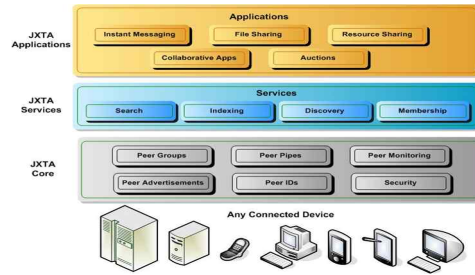 Applications
JXTA
Applications
Instant Messaging
File Sharing
Resource Sharing
Collaborative Apps
Auctions
Services
JXTA
Services
Search
Indexing
Discovery
Membership
JXTA
Core
Peer Groups
Peer Pipes
Peer Monitoring
Peer Advertisements
Peer IDs
Security
Any Connected Device